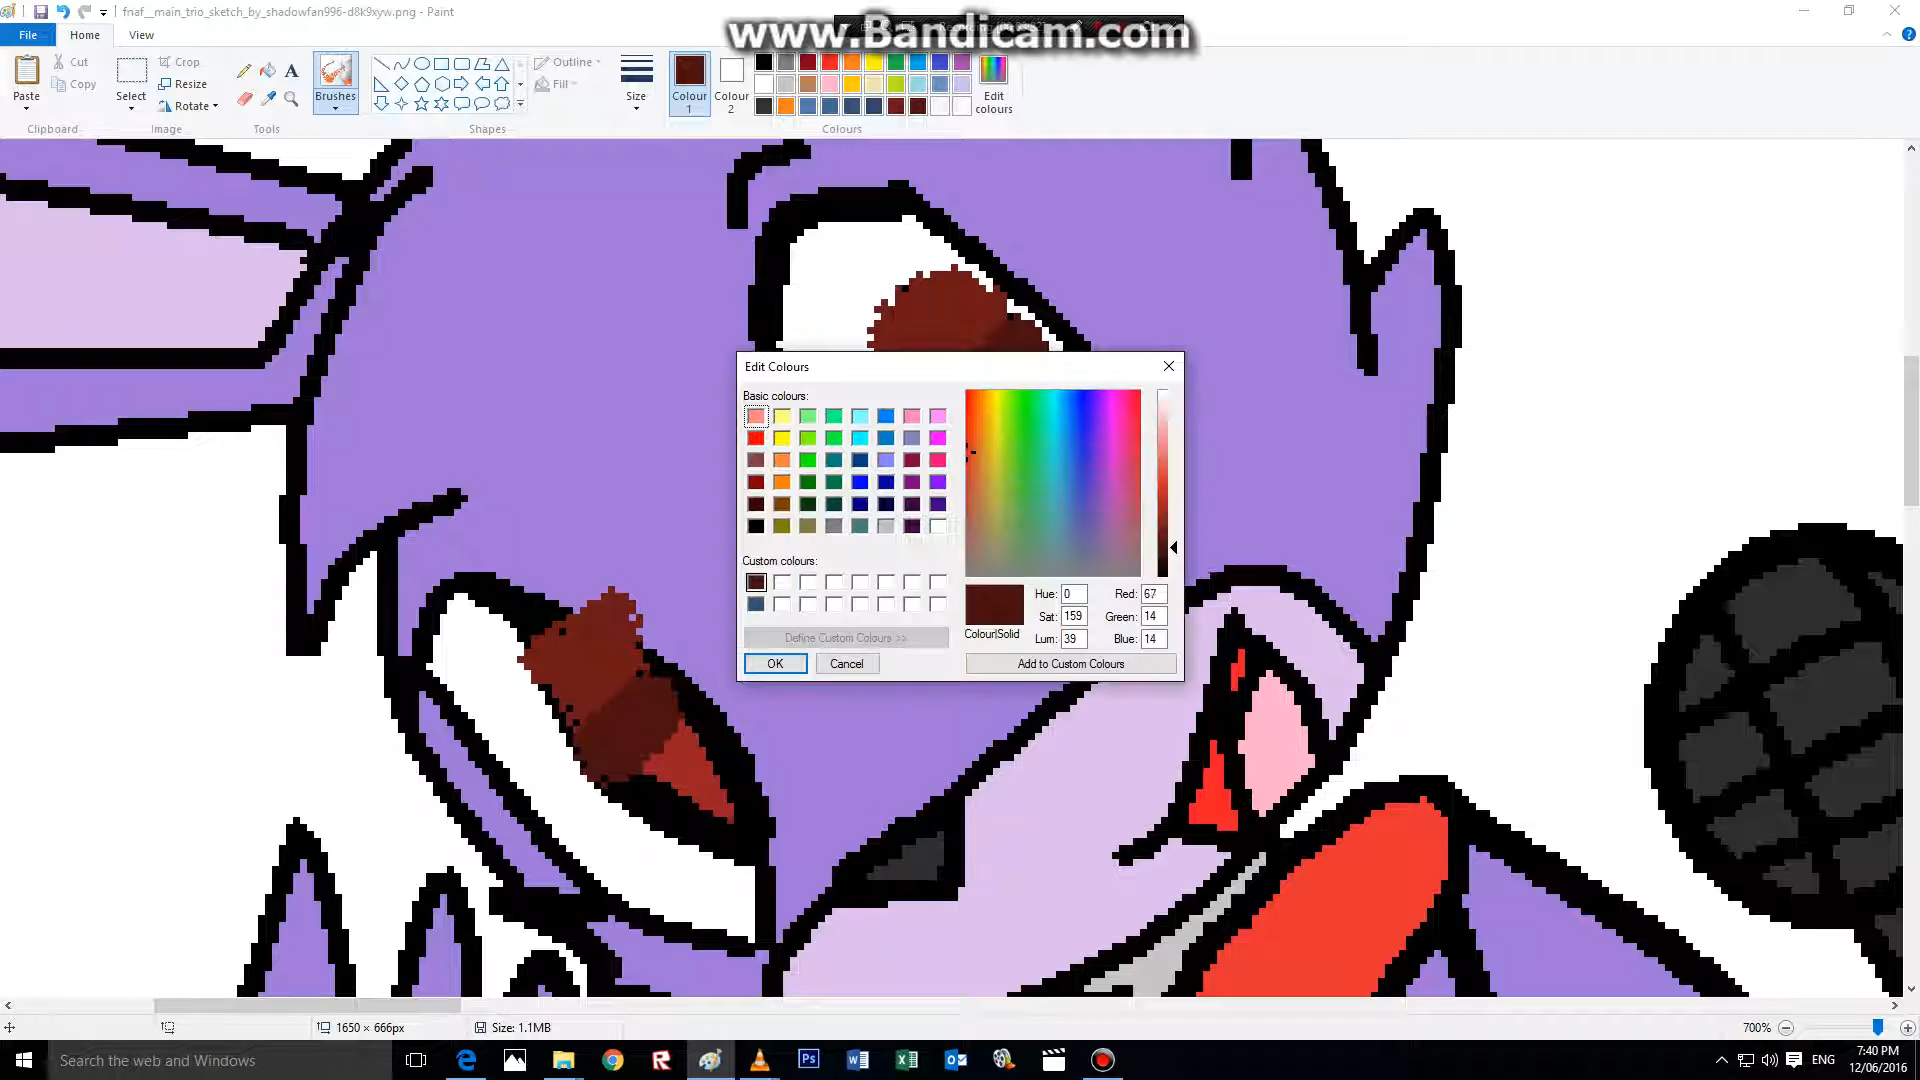 fnaf__main_trio_sketch_by_shadowfan996-d8k9xyw.png - Paint
www.Bandicam.com
File
Home
View
Paste
Cut
Copy
Clipboard
Select
Crop
Resize
Rotate
Image
Tools
Brushes
Shapes
Outline
Fill
Size
Colour 1
Colour 2
Colours
Edit colours
Edit Colours
Basic colours:
Custom colours:
Define Custom Colours >>
OK
Cancel
Colour|Solid
Hue: 0
Sat: 159
Lum: 39
Red: 67
Green: 14
Blue: 14
Add to Custom Colours
1650 × 666px
Size: 1.1MB
700%
Search the web and Windows
ENG
7:40 PM
12/06/2016